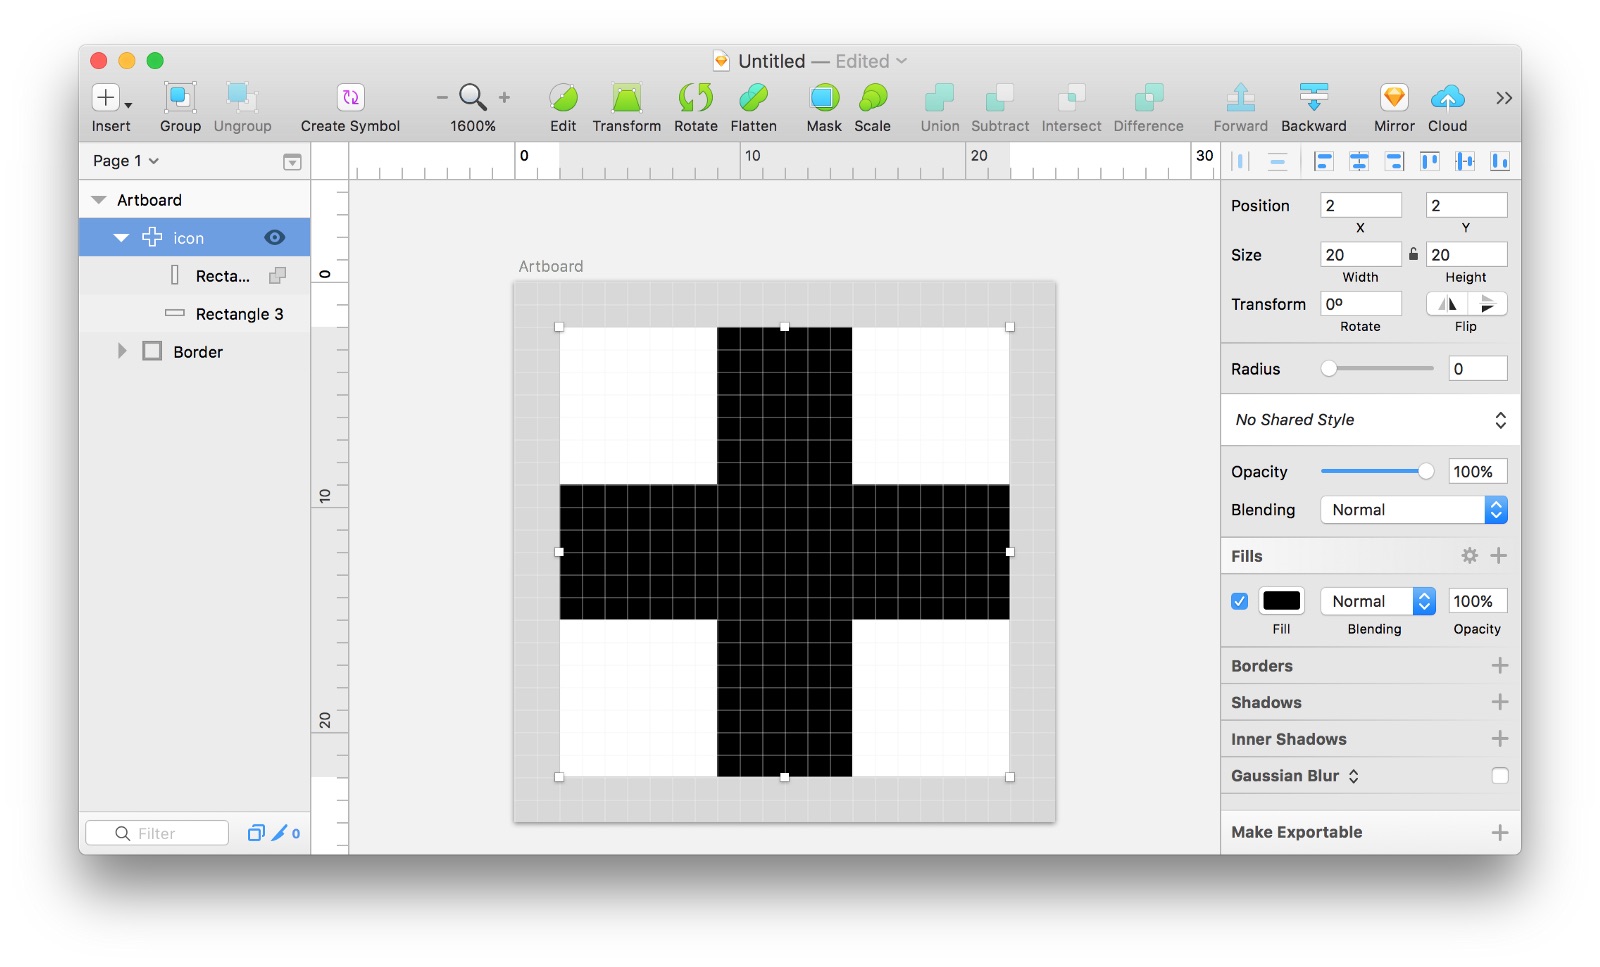 Untitled — Edited
Insert Group Ungroup Create Symbol 1600% Edit Transform Rotate Flatten Mask Scale Union Subtract Intersect Difference Forward Backward Mirror Cloud
Page 1
0 10 20 30
Artboard
icon
Recta...
Rectangle 3
Border
Filter
0
0
10
20
Artboard
Position 2 2
X Y
Size 20 20
Width Height
Transform 0º
Rotate Flip
Radius 0
No Shared Style
Opacity 100%
Blending Normal
Fills
Normal 100%
Fill Blending Opacity
Borders
Shadows
Inner Shadows
Gaussian Blur
Make Exportable